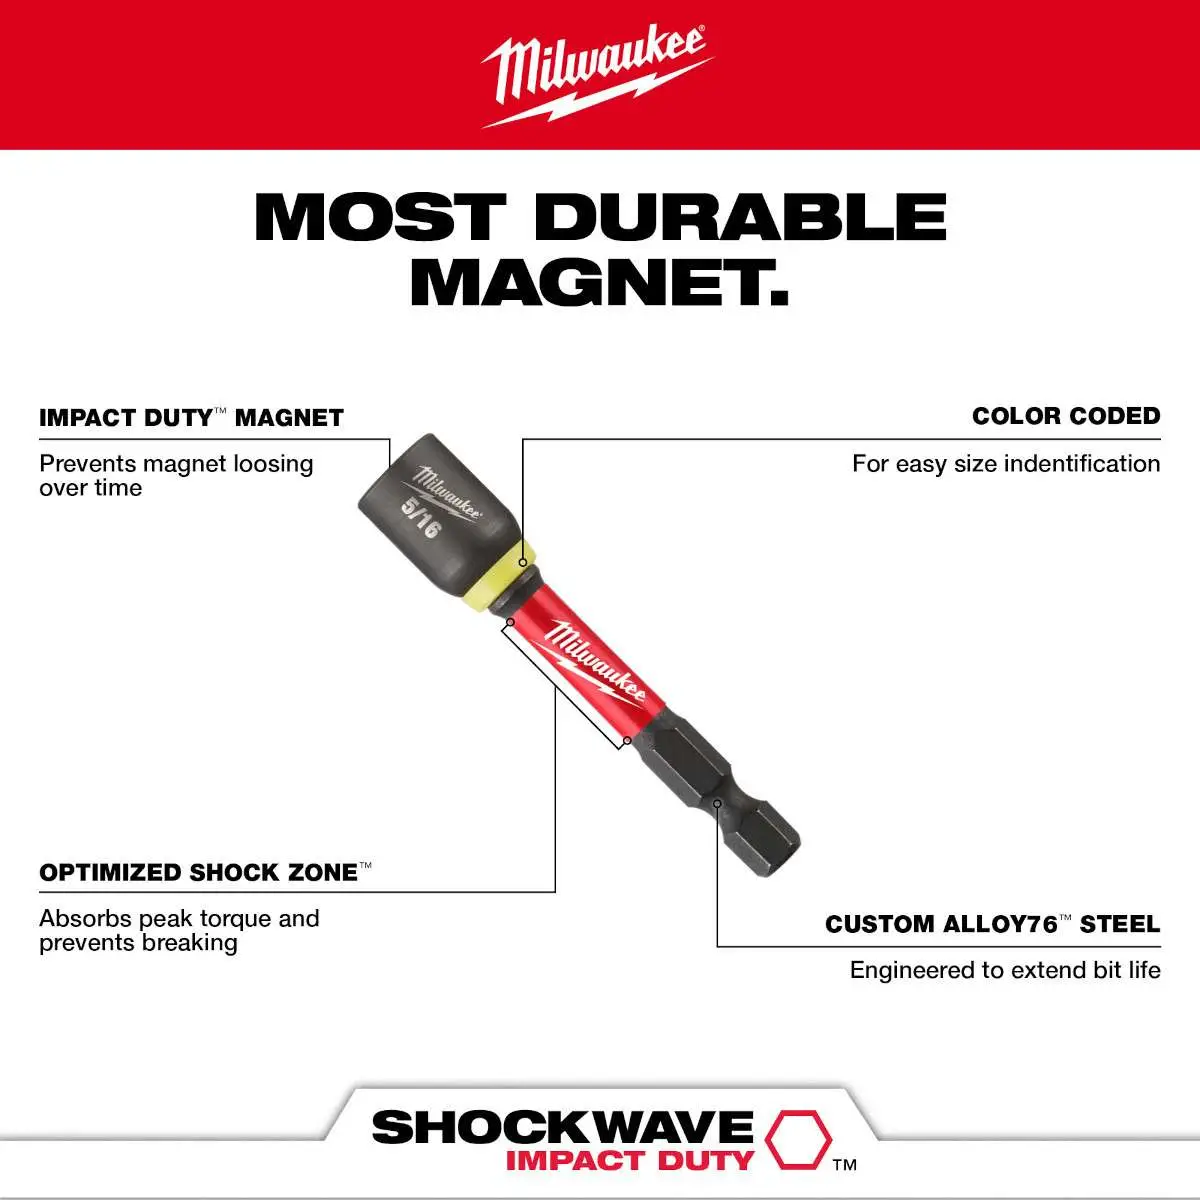 Milwaukee®
MOST DURABLE
MAGNET.
IMPACT DUTY™ MAGNET
Prevents magnet loosing
over time
COLOR CODED
For easy size indentification
Milwaukee
5/16
Milwaukee
OPTIMIZED SHOCK ZONE™
Absorbs peak torque and
prevents breaking
CUSTOM ALLOY76™ STEEL
Engineered to extend bit life
SHOCKWAVE
IMPACT DUTY ™